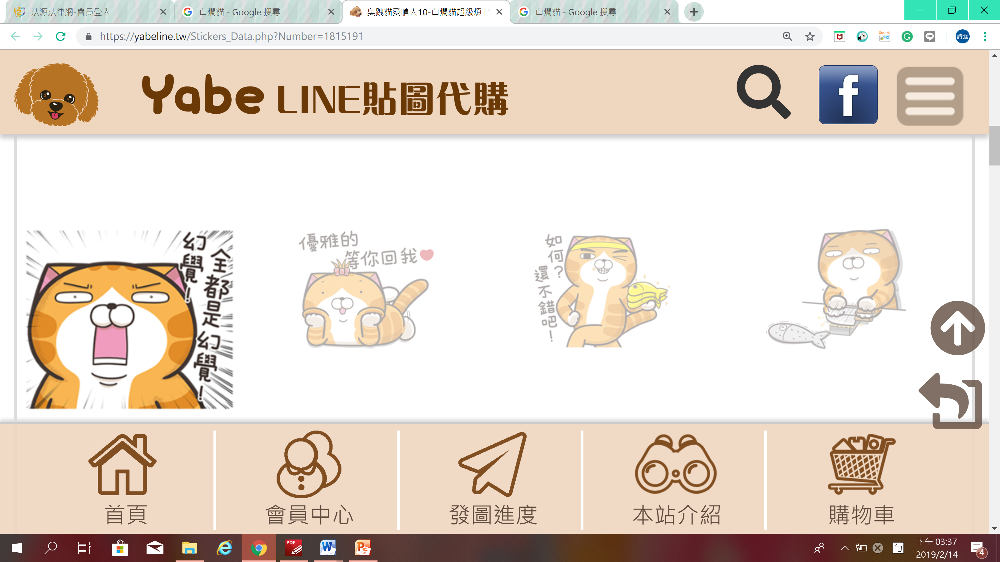 法源法律網-會員登入
白爛貓 - Google 搜尋
臭跩貓愛嗆人10-白爛貓超級煩 |
白爛貓 - Google 搜尋
https://yabeline.tw/Stickers_Data.php?Number=1815191
Smart
PKI
LINE
詩涵
Yabe LINE貼圖代購
全都是幻覺!
幻覺!
優雅的
等你回我
如何?
還不錯吧!
首頁
會員中心
發圖進度
本站介紹
購物車
PDF
下午 03:37
2019/2/14
4